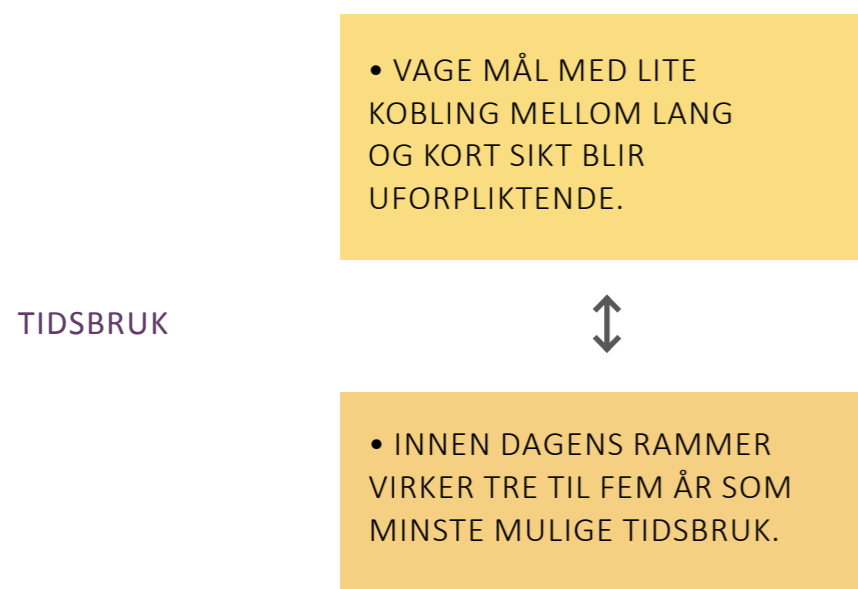 • VAGE MÅL MED LITE
KOBLING MELLOM LANG
OG KORT SIKT BLIR
UFORPLIKTENDE.
TIDSBRUK
• INNEN DAGENS RAMMER
VIRKER TRE TIL FEM ÅR SOM
MINSTE MULIGE TIDSBRUK.